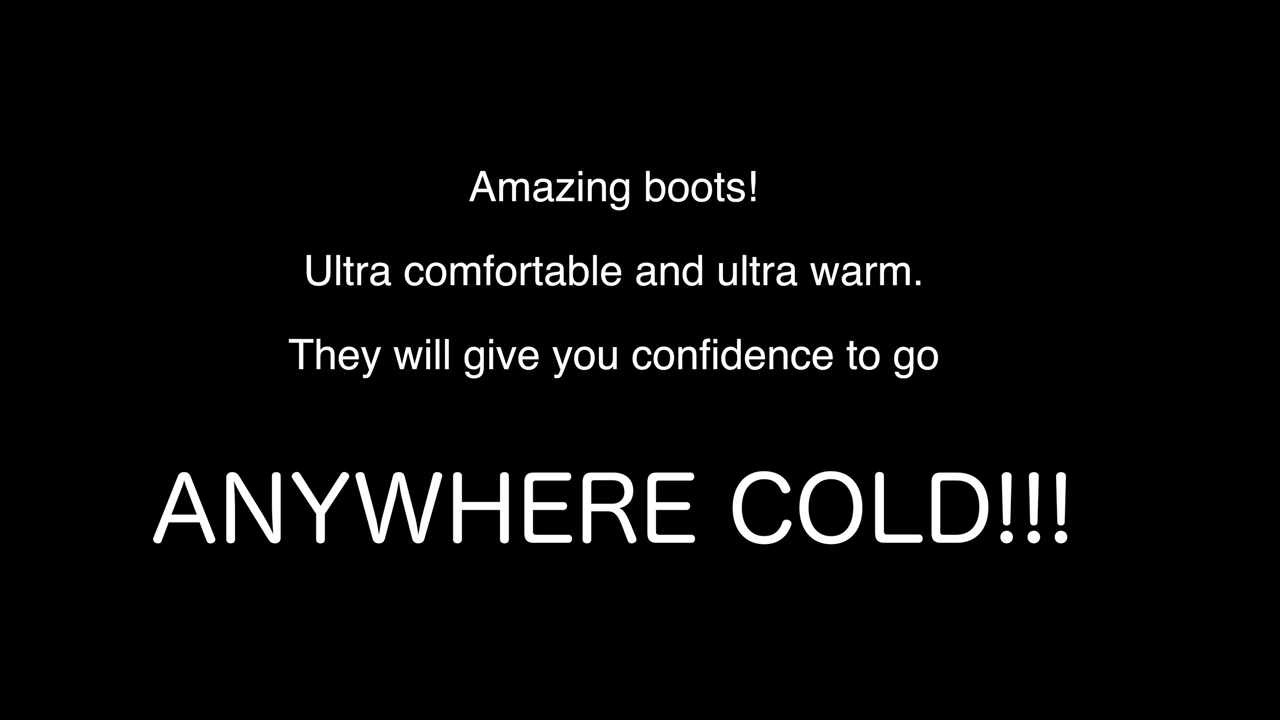 Amazing boots!
Ultra comfortable and ultra warm.
They will give you confidence to go
ANYWHERE COLD!!!